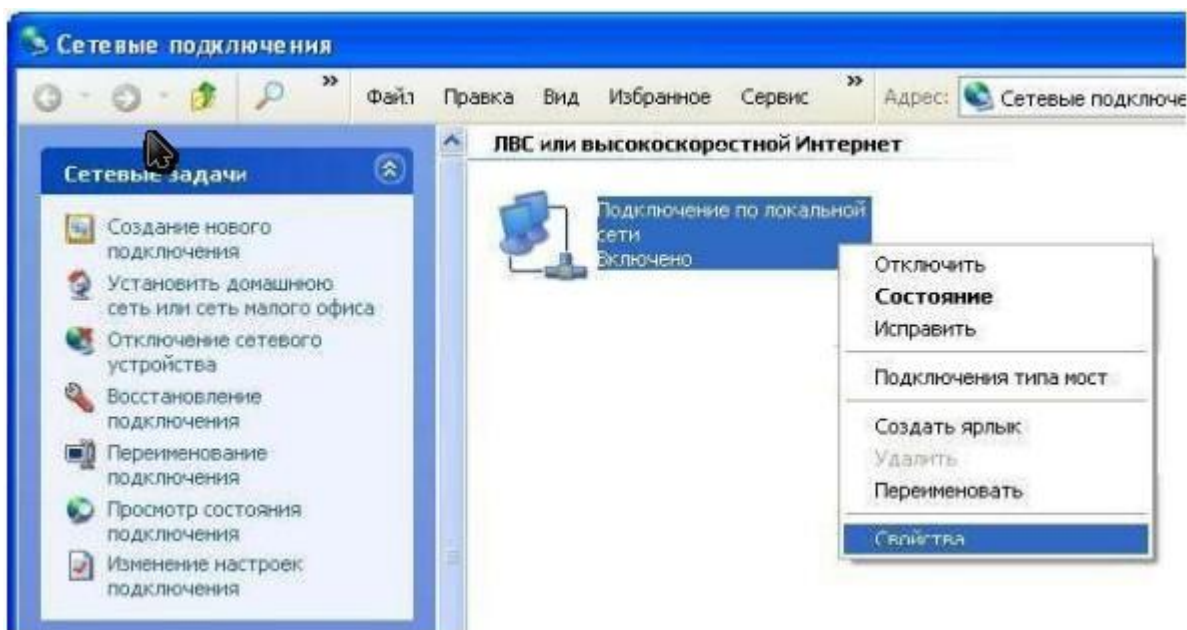 Сетевые подключения
» Файл Правка Вид Избранное Сервис » Адрес: Сетевые подключе
Сетевые задачи
Создание нового
подключения
Установить домашнюю
сеть или сеть малого офиса
Отключение сетевого
устройства
Восстановление
подключения
Переименование
подключения
Просмотр состояния
подключения
Изменение настроек
подключения
ЛВС или высокоскоростной Интернет
Подключение по локальной
сети
Включено
Отключить
Состояние
Исправить
Подключения типа мост
Создать ярлык
Удалить
Переименовать
Свойства